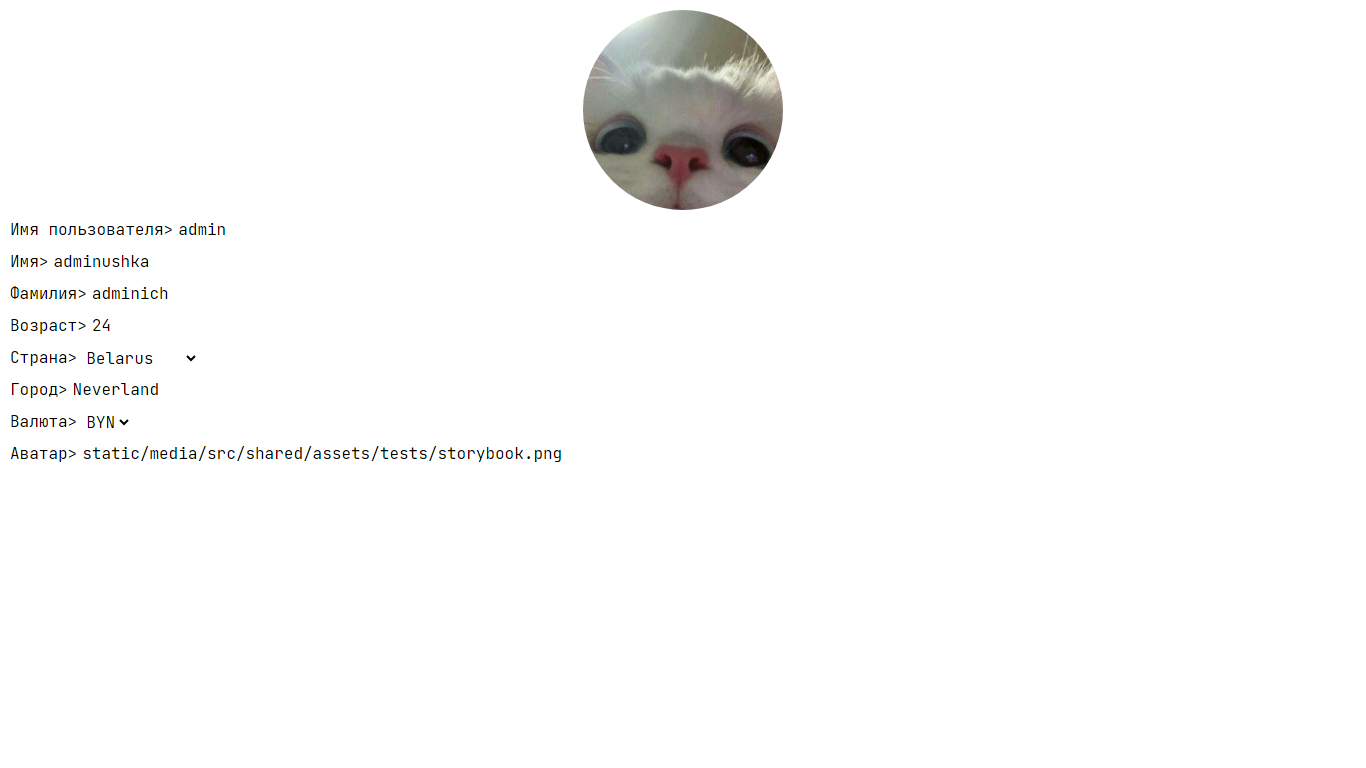 Имя пользователя> admin
Имя> adminushka
Фамилия> adminich
Возраст> 24
Страна> Belarus
Город> Neverland
Валюта> BYN
Аватар> static/media/src/shared/assets/tests/storybook.png